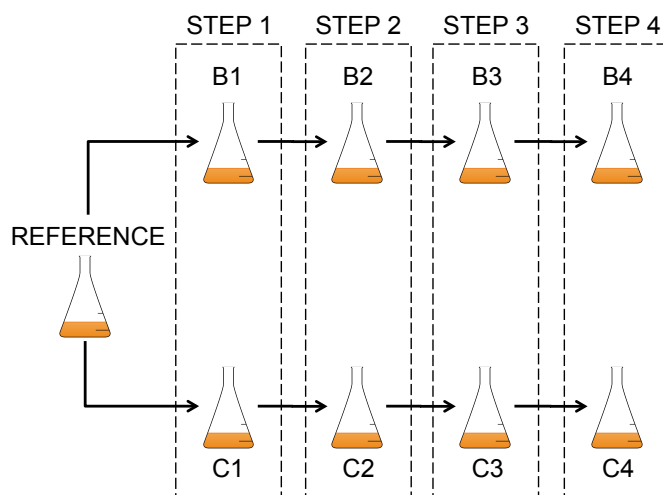 STEP 1 STEP 2 STEP 3 STEP 4
B1 B2 B3 B4
REFERENCE
C1 C2 C3 C4